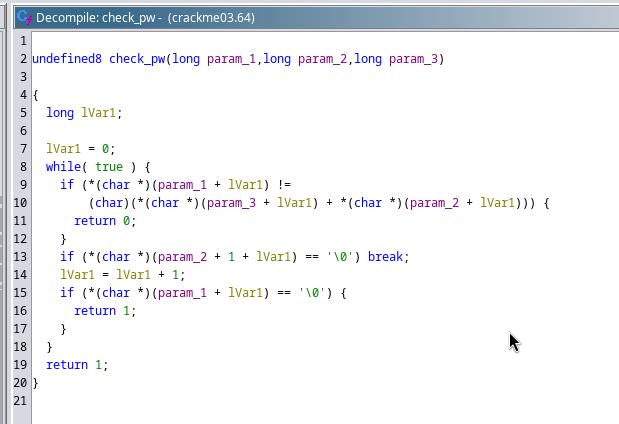 Decompile: check_pw - (crackme03.64)
1
2 undefined8 check_pw(long param_1,long param_2,long param_3)
3
4 {
5   long lVar1;
6
7   lVar1 = 0;
8   while( true ) {
9     if (*(char *)(param_1 + lVar1) !=
10         (char)(*(char *)(param_3 + lVar1) + *(char *)(param_2 + lVar1))) {
11       return 0;
12     }
13     if (*(char *)(param_2 + 1 + lVar1) == '\0') break;
14     lVar1 = lVar1 + 1;
15     if (*(char *)(param_1 + lVar1) == '\0') {
16       return 1;
17     }
18   }
19   return 1;
20 }
21